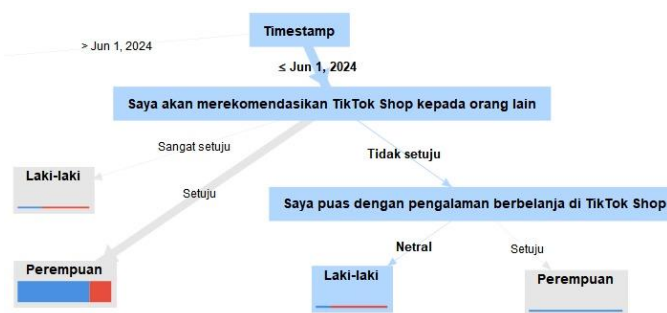 Timestamp
> Jun 1, 2024
≤ Jun 1, 2024
Saya akan merekomendasikan TikTok Shop kepada orang lain
Sangat setuju
Tidak setuju
Laki-laki
Setuju
Saya puas dengan pengalaman berbelanja di TikTok Shop
Netral
Setuju
Perempuan
Laki-laki
Perempuan